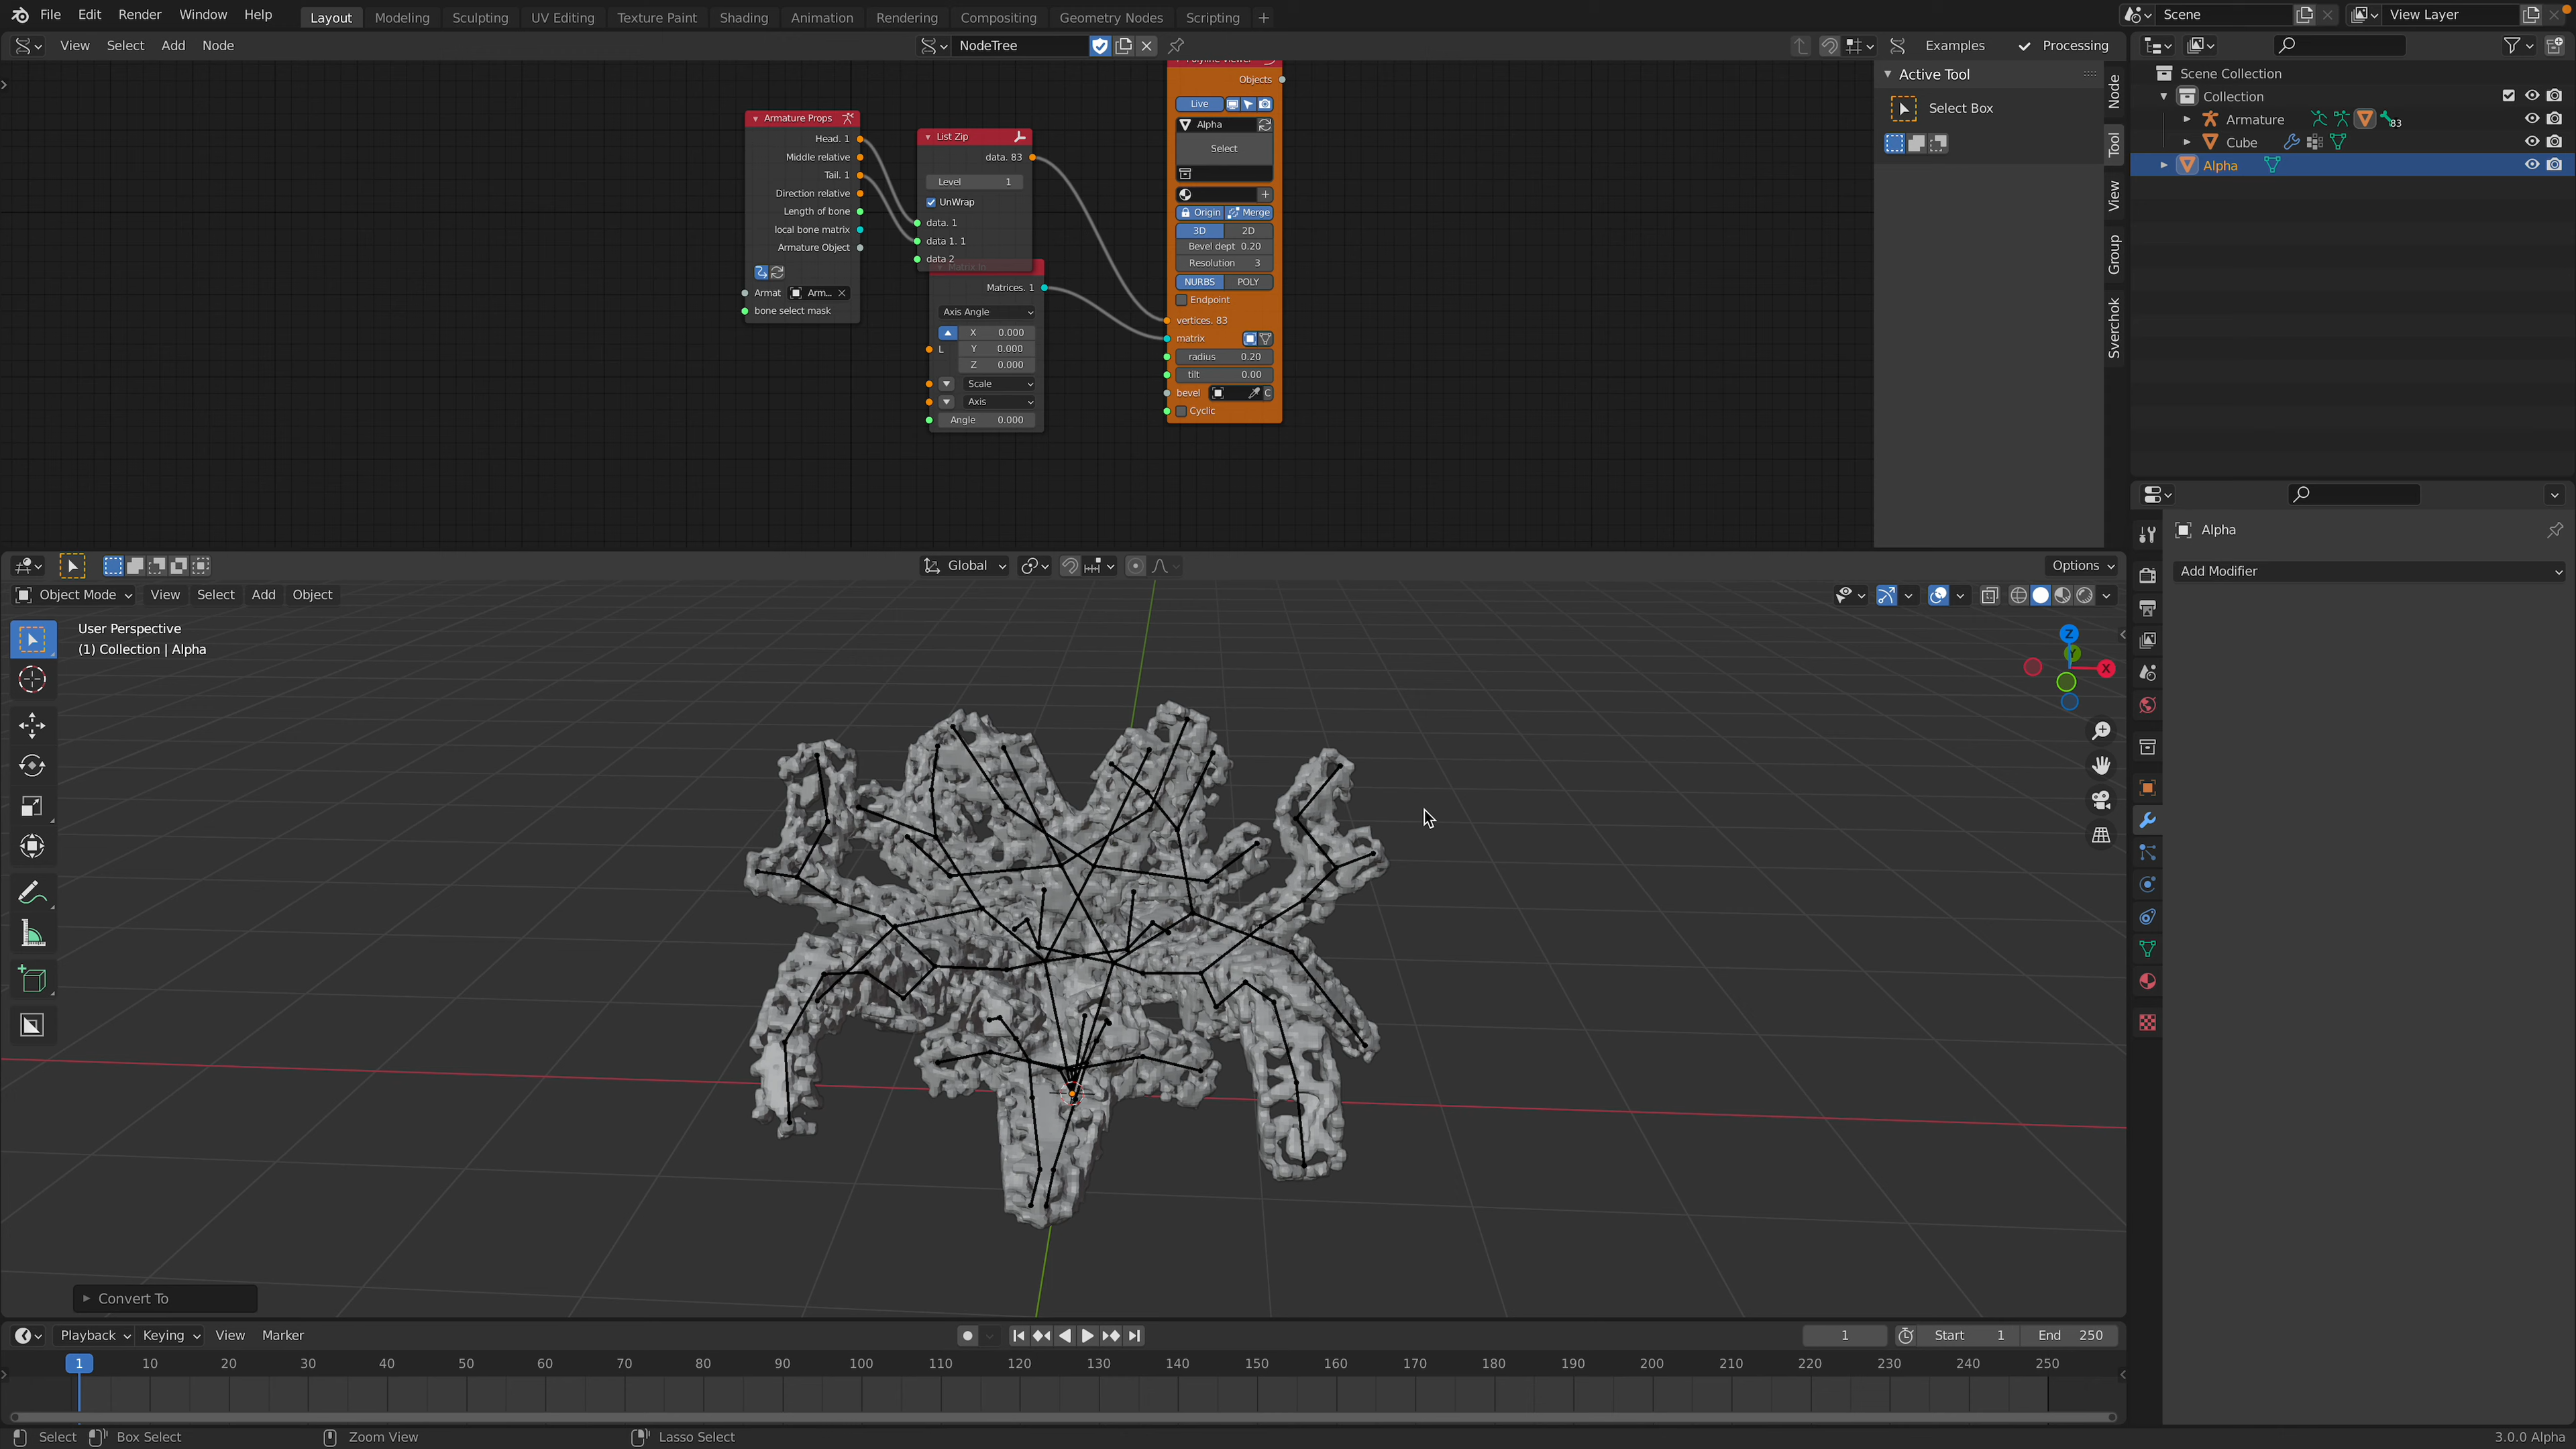 File Edit Render Window Help Layout Modeling Sculpting UV Editing Texture Paint Shading Animation Rendering Compositing Geometry Nodes Scripting + Scene View Layer
View Select Add Node NodeTree Examples Processing
Active Tool
Select Box
Node
Tool
View
Group
Sverchok
Armature Props
Head. 1
Middle relative
Tail. 1
Direction relative
Length of bone
local bone matrix
Armature Object
Armat Arm...
bone select mask
List Zip
data. 83
Level 1
UnWrap
data. 1
data 1. 1
data 2
Matrix in
Matrices. 1
Axis Angle
X 0.000
L Y 0.000
Z 0.000
Scale
Axis
Angle 0.000
Polyline Viewer
Objects
Live
Alpha
Select
Origin Merge
3D 2D
Bevel dept 0.20
Resolution 3
NURBS POLY
Endpoint
vertices. 83
matrix
radius 0.20
tilt 0.00
bevel C
Cyclic
Scene Collection
Collection
Armature 83
Cube
Alpha
Alpha
Add Modifier
Global Options
Object Mode View Select Add Object
User Perspective
(1) Collection | Alpha
Z
Y
X
Convert To
Playback Keying View Marker 1 Start 1 End 250
1 10 20 30 40 50 60 70 80 90 100 110 120 130 140 150 160 170 180 190 200 210 220 230 240 250
Select Box Select Zoom View Lasso Select 3.0.0 Alpha